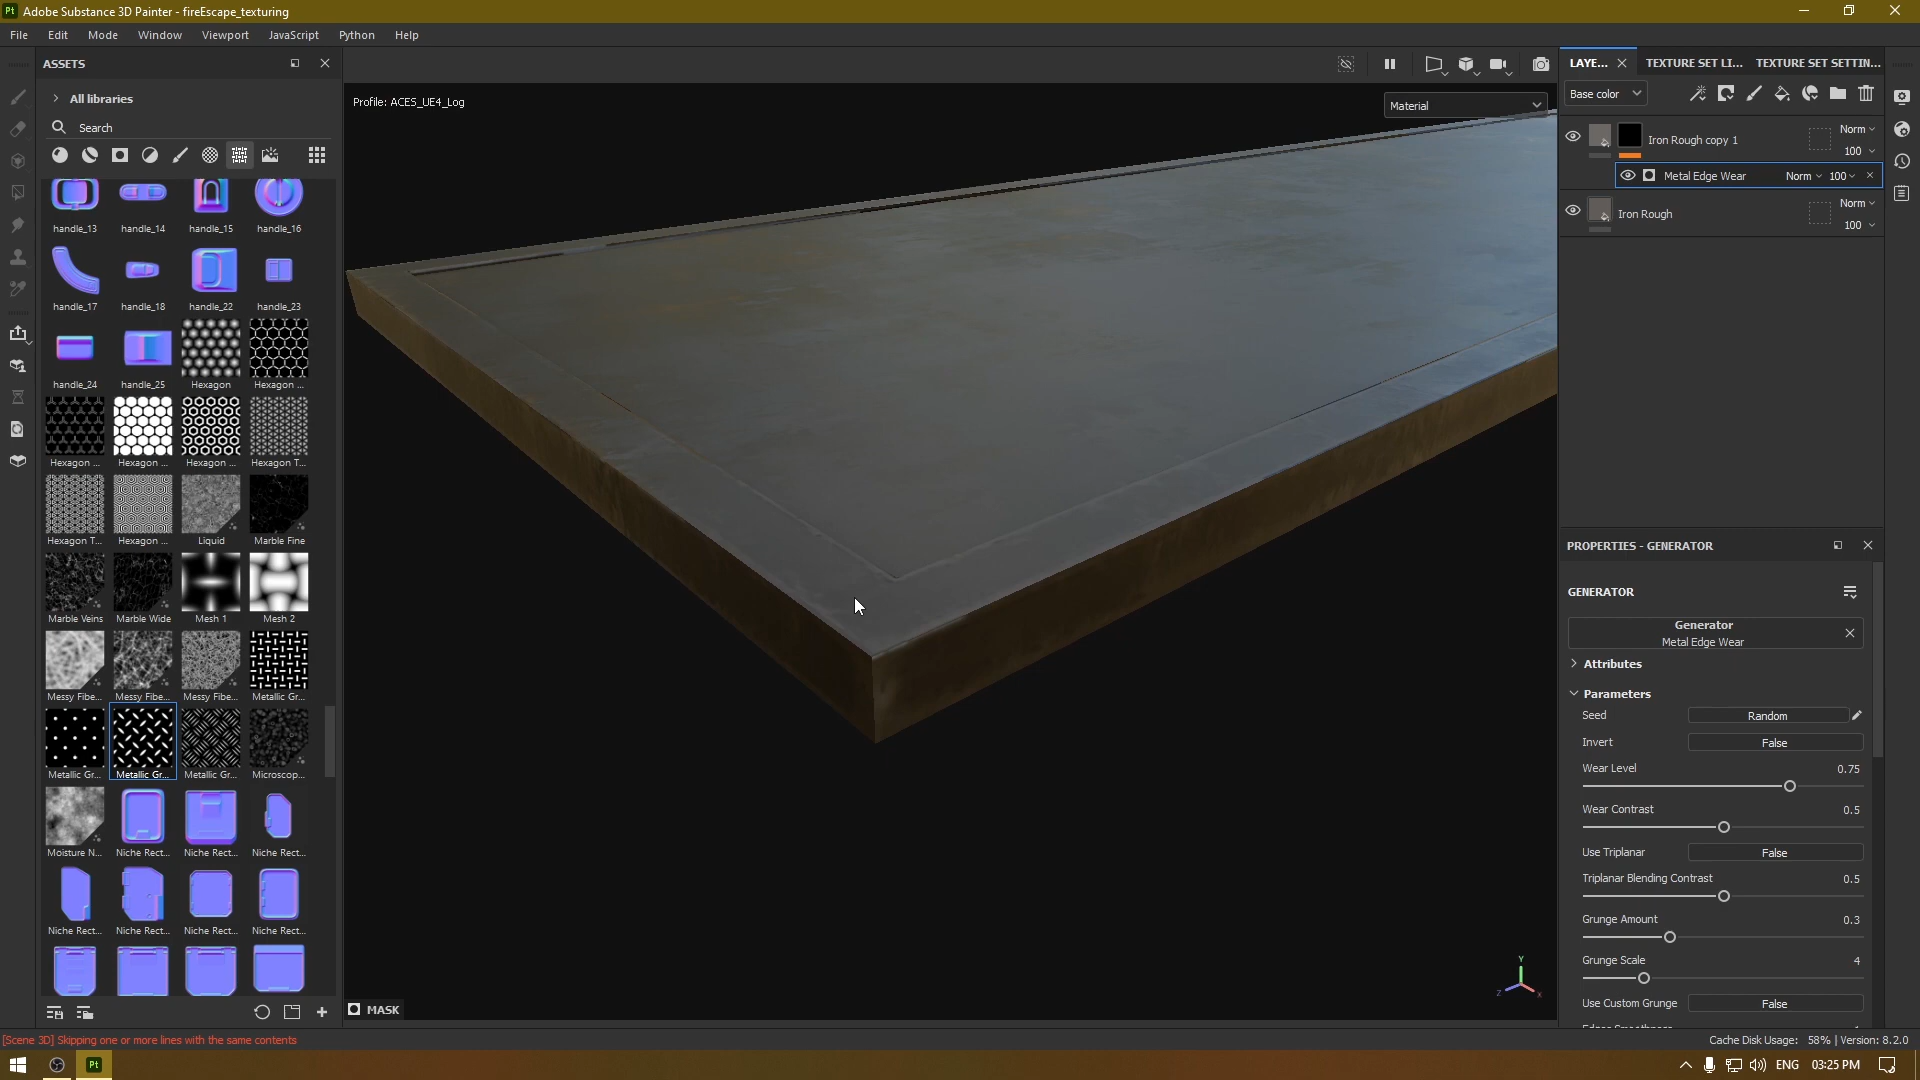 Pt Adobe Substance 3D Painter - fireEscape_texturing
File Edit Mode Window Viewport JavaScript Python Help
ASSETS
All libraries
Search
handle_13 handle_14 handle_15 handle_16
handle_17 handle_18 handle_22 handle_23
handle_24 handle_25 Hexagon Hexagon ...
Hexagon ... Hexagon ... Hexagon ... Hexagon T...
Hexagon T... Hexagon ... Liquid Marble Fine
Marble Veins Marble Wide Mesh 1 Mesh 2
Messy Fibe... Messy Fibe... Messy Fibe... Metallic Gr...
Metallic Gr... Metallic Gr... Metallic Gr... Microscop...
Moisture N... Niche Rect... Niche Rect... Niche Rect...
Niche Rect... Niche Rect... Niche Rect... Niche Rect...
Profile: ACES_UE4_Log
Material
Y
Z X
MASK
LAYE... TEXTURE SET LI... TEXTURE SET SETTIN...
Base color
Iron Rough copy 1 Norm
100
Metal Edge Wear Norm 100
Iron Rough Norm
100
PROPERTIES - GENERATOR
GENERATOR
Generator
Metal Edge Wear
Attributes
Parameters
Seed Random
Invert False
Wear Level 0.75
Wear Contrast 0.5
Use Triplanar False
Triplanar Blending Contrast 0.5
Grunge Amount 0.3
Grunge Scale 4
Use Custom Grunge False
[Scene 3D] Skipping one or more lines with the same contents
Cache Disk Usage: 58% | Version: 8.2.0
Pt ENG 03:25 PM